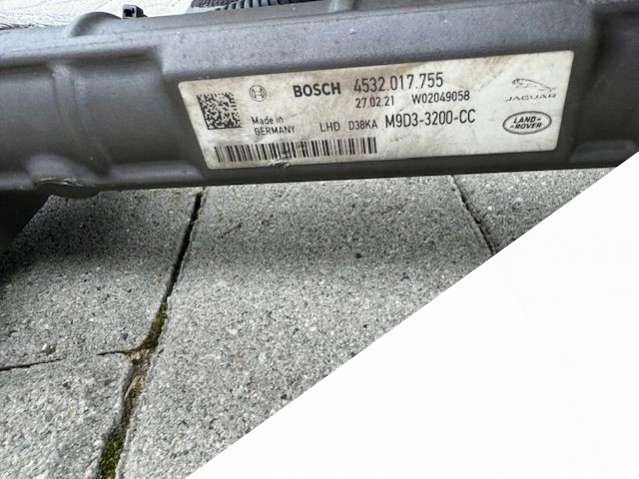 BOSCH 4532.017.755
27.02.21 W02049058
JAGUAR
Made in
GERMANY LHD D38KA M9D3-3200-CC
LAND-
ROVER